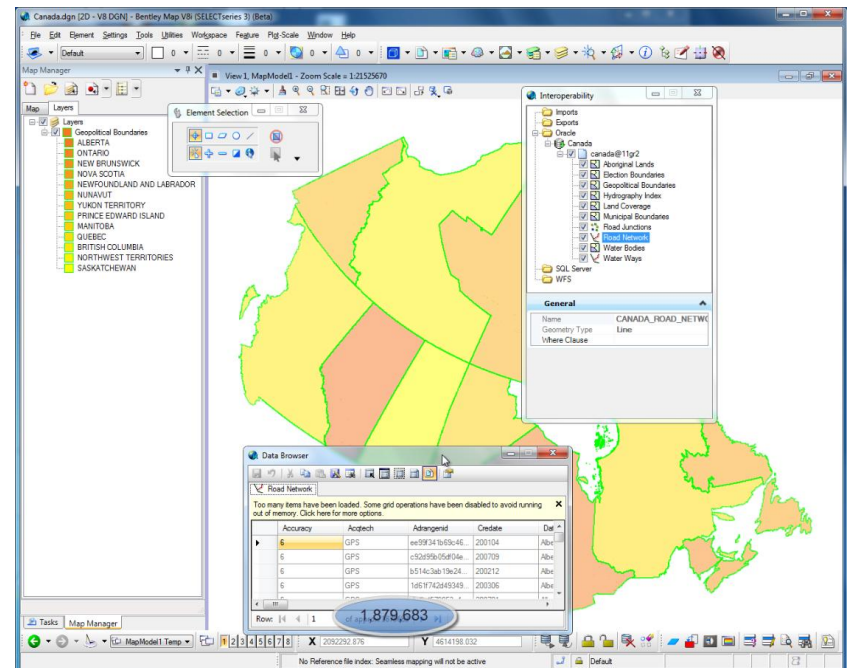 Canada.dgn [2D - V8 DGN] - Bentley Map V8i (SELECTseries 3) (Beta)
File Edit Element Settings Tools Utilities Workspace Feature Plot-Scale Window Help
Default 0 0 0 0 0
Map Manager
Map Layers
Layers
Geopolitical Boundaries
ALBERTA
ONTARIO
NEW BRUNSWICK
NOVA SCOTIA
NEWFOUNDLAND AND LABRADOR
NUNAVUT
YUKON TERRITORY
PRINCE EDWARD ISLAND
MANITOBA
QUEBEC
BRITISH COLUMBIA
NORTHWEST TERRITORIES
SASKATCHEWAN
View 1, MapModel1 - Zoom Scale = 1:21525670
Element Selection
Interoperability
Imports
Exports
Oracle
Canada
canada@11gr2
Aboriginal Lands
Election Boundaries
Geopolitical Boundaries
Hydrography Index
Land Coverage
Municipal Boundaries
Road Junctions
Road Network
Water Bodies
Water Ways
SQL Server
WFS
General
Name CANADA_ROAD_NETWO
Geometry Type Line
Where Clause
Data Browser
Road Network
Too many items have been loaded. Some grid operations have been disabled to avoid running
out of memory. Click here for more options.
Accuracy Acqtech Adrangenid Credate Dat
6 GPS ee99f341b69c46... 200104 Albe
6 GPS c92d95b05df04e... 200709 Albe
6 GPS b514c3ab19e24... 200212 Albe
6 GPS 1d61f742d49349... 200306 Albe
Row: 1 1,879,683
Tasks Map Manager
MapModel1 Temp 1 2 3 4 5 6 7 8 X 2092292.876 Y 4614198.032
No Reference file index: Seamless mapping will not be active Default